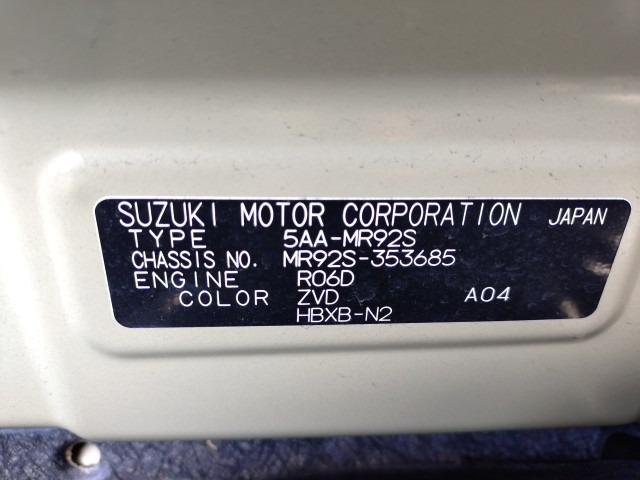 SUZUKI MOTOR CORPORATION JAPAN
TYPE 5AA-MR92S
CHASSIS NO. MR92S-353685
ENGINE R06D
COLOR ZVD A04
HBXB-N2